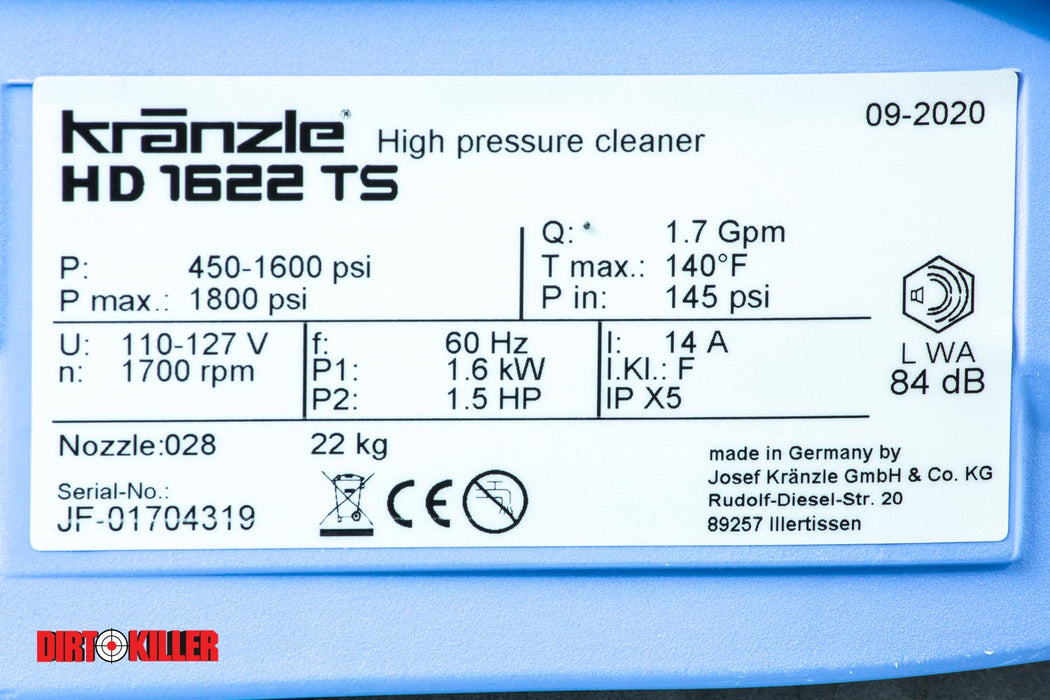 kränzle® High pressure cleaner
09-2020
HD 1622 TS
P: 450-1600 psi
P max.: 1800 psi
Q: 1.7 Gpm
T max.: 140°F
P in: 145 psi
U: 110-127 V
n: 1700 rpm
f: 60 Hz
P1: 1.6 kW
P2: 1.5 HP
I: 14 A
I.Kl.: F
IP X5
L WA
84 dB
Nozzle:028 22 kg
Serial-No.:
JF-01704319
CE
made in Germany by
Josef Kränzle GmbH & Co. KG
Rudolf-Diesel-Str. 20
89257 Illertissen
DIRT KILLER